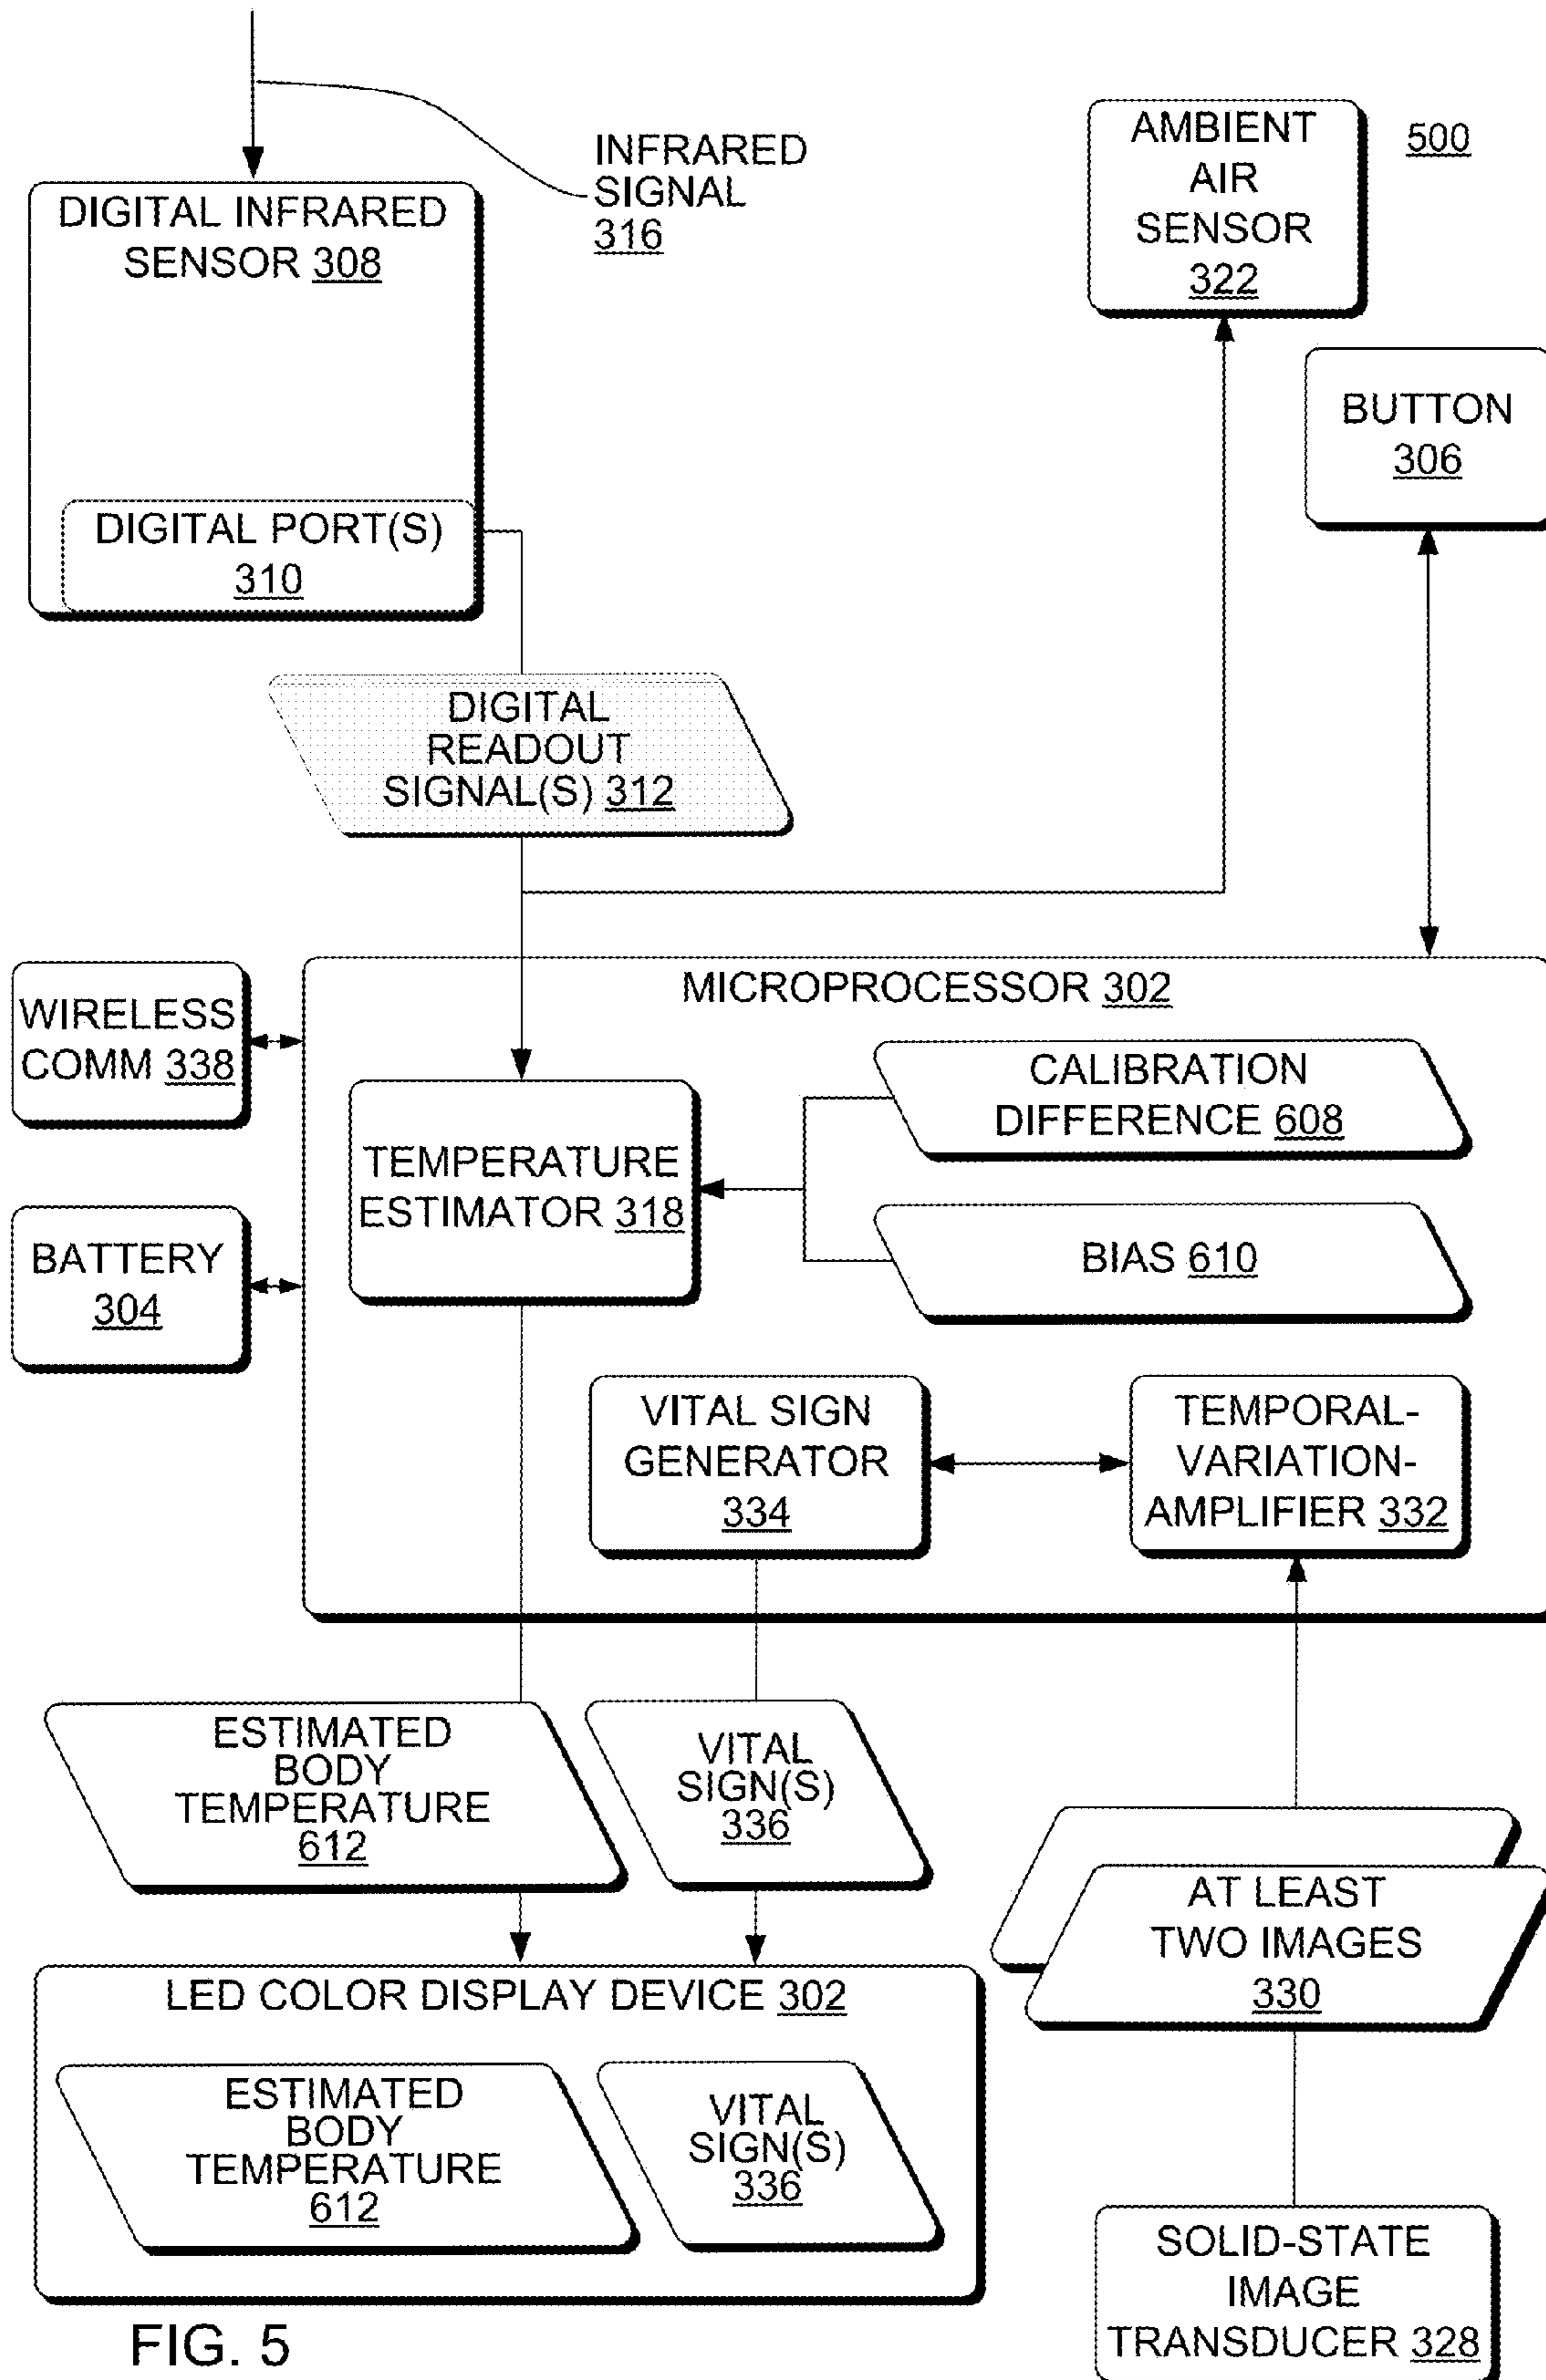 INFRARED
SIGNAL
316
AMBIENT
AIR
SENSOR
322
500
DIGITAL INFRARED
SENSOR 308
BUTTON
306
DIGITAL PORT(S)
310
DIGITAL
READOUT
SIGNAL(S) 312
MICROPROCESSOR 302
WIRELESS
COMM 338
CALIBRATION
DIFFERENCE 608
TEMPERATURE
ESTIMATOR 318
BATTERY
304
BIAS 610
VITAL SIGN
GENERATOR
334
TEMPORAL-
VARIATION-
AMPLIFIER 332
ESTIMATED
BODY
TEMPERATURE
612
VITAL
SIGN(S)
336
AT LEAST
TWO IMAGES
330
LED COLOR DISPLAY DEVICE 302
ESTIMATED
BODY
TEMPERATURE
612
VITAL
SIGN(S)
336
SOLID-STATE
IMAGE
TRANSDUCER 328
FIG. 5